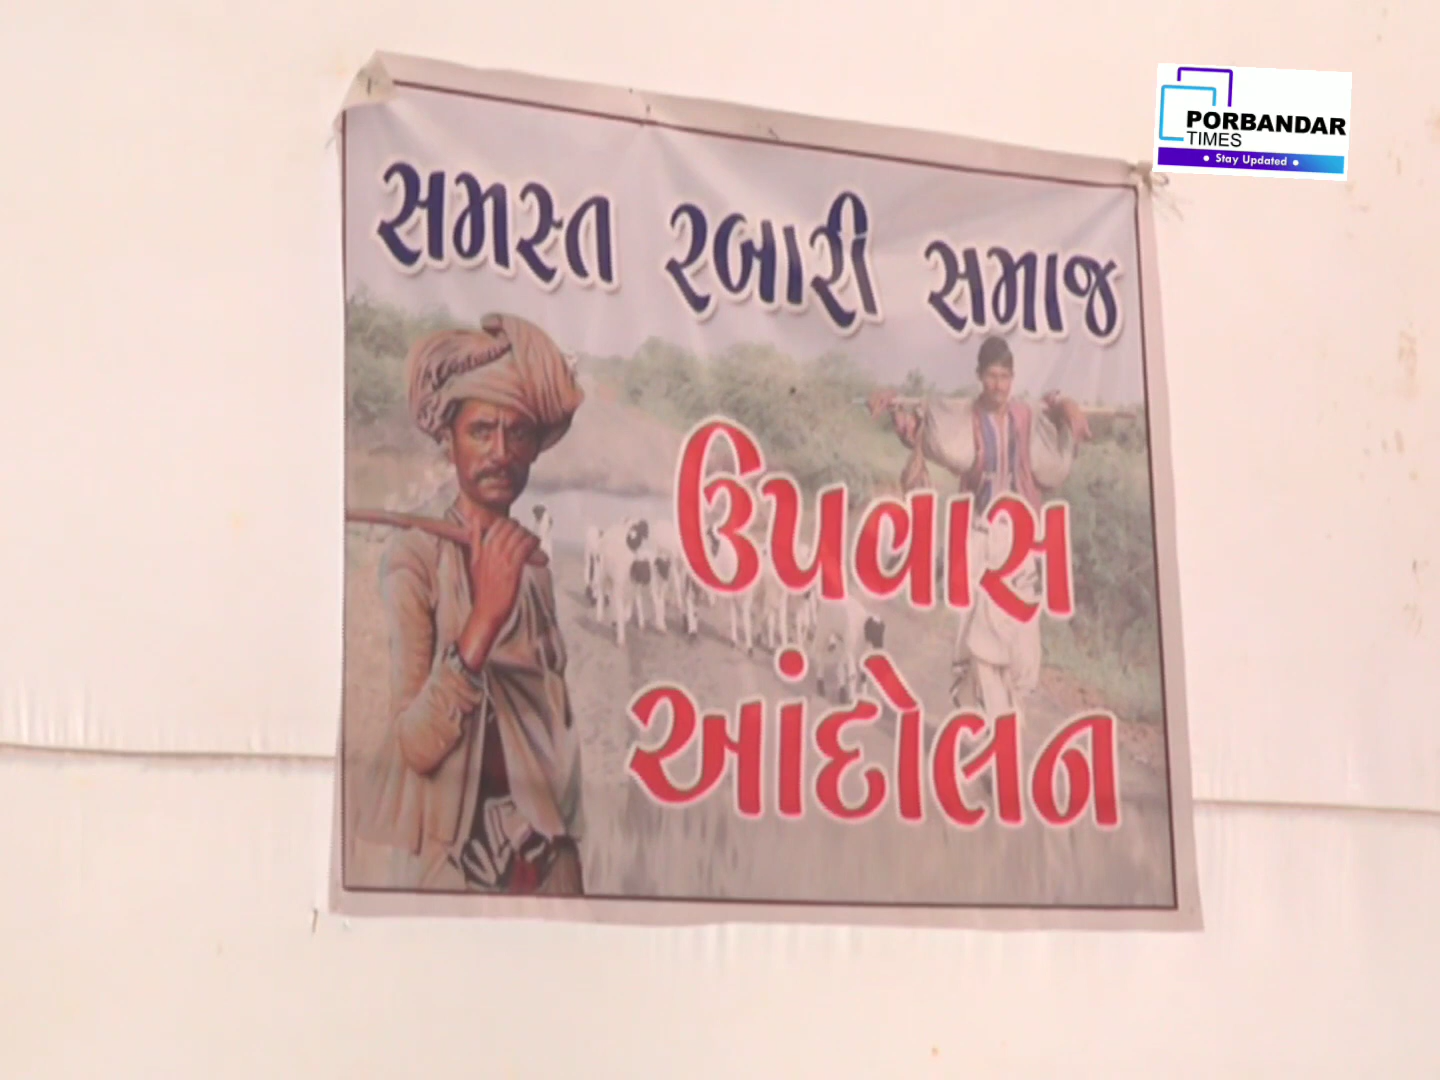 સમસ્ત રબારી સમાજ
ઉપવાસ
આંદોલન
PORBANDAR
TIMES
• Stay Updated •